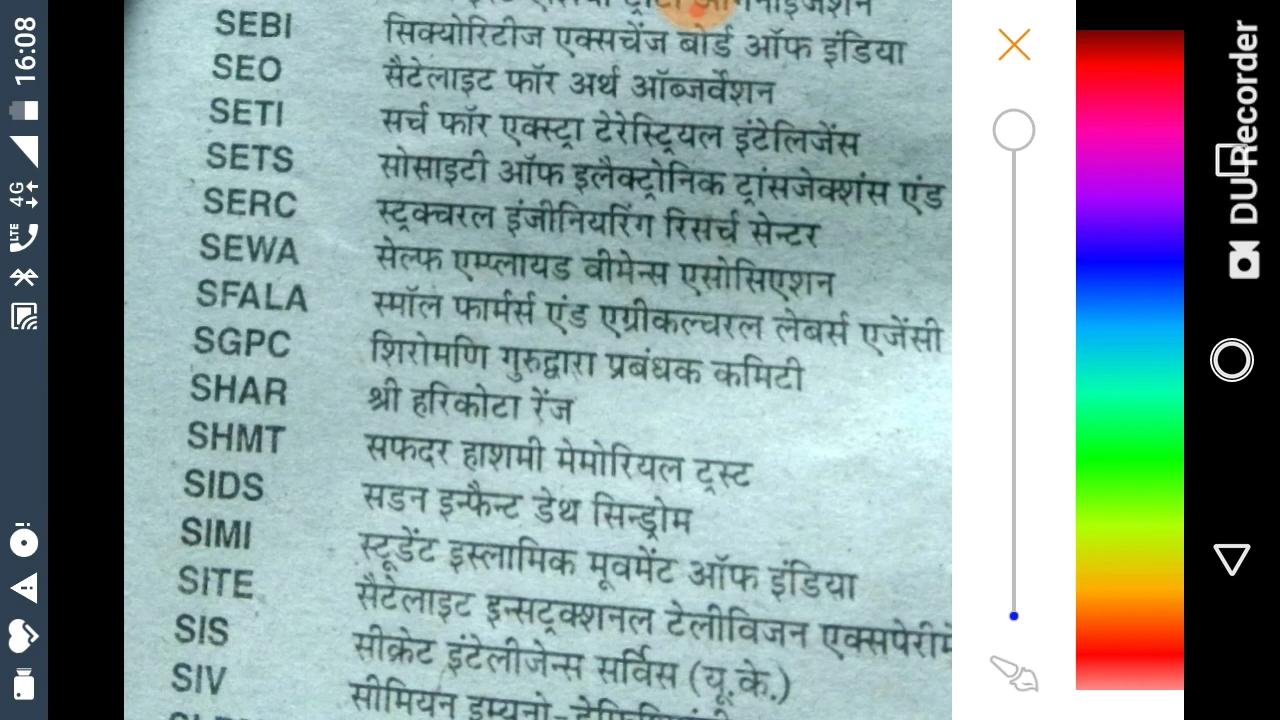 SEBI सिक्योरिटीज एक्सचेंज बोर्ड ऑफ इंडिया
SEO सैटेलाइट फॉर अर्थ ऑब्जर्वेशन
SETI सर्च फॉर एक्स्ट्रा टेरेस्ट्रियल इंटेलिजेंस
SETS सोसाइटी ऑफ इलैक्ट्रोनिक ट्रांसजेक्शंस एंड
SERC स्ट्रक्चरल इंजीनियरिंग रिसर्च सेन्टर
SEWA सेल्फ एम्प्लायड वीमेन्स एसोसिएशन
SFALA स्मॉल फार्मर्स एंड एग्रीकल्चरल लेबर्स एजेंसी
SGPC शिरोमणि गुरुद्वारा प्रबंधक कमिटी
SHAR श्री हरिकोटा रेंज
SHMT सफदर हाशमी मेमोरियल ट्रस्ट
SIDS सडन इन्फैन्ट डेथ सिन्ड्रोम
SIMI स्टूडेंट इस्लामिक मूवमेंट ऑफ इंडिया
SITE सैटेलाइट इन्सट्रक्शनल टेलीविजन
SIS सीक्रेट इंटेलीजेन्स सर्विस (यू.के.)
SIV सीमियन
16:08
4G
LTE
DU Recorder